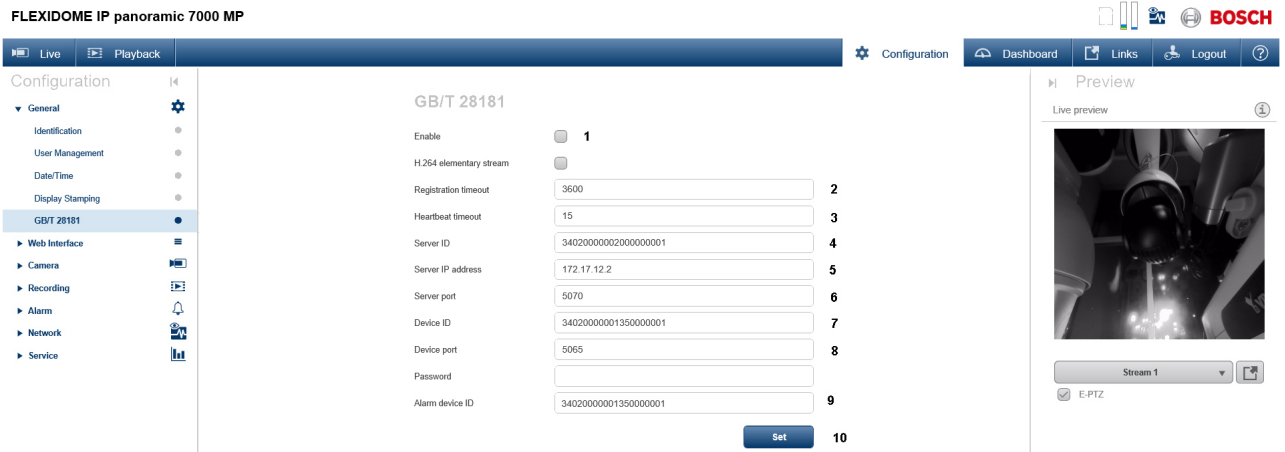 FLEXIDOME IP panoramic 7000 MP
BOSCH
Live Playback Configuration Dashboard Links Logout ?
Configuration
General
Identification
User Management
Date/Time
Display Stamping
GB/T 28181
Web Interface
Camera
Recording
Alarm
Network
Service
GB/T 28181
Enable 1
H.264 elementary stream
Registration timeout 3600 2
Heartbeat timeout 15 3
Server ID 34020000002000000001 4
Server IP address 172.17.12.2 5
Server port 5070 6
Device ID 34020000001350000001 7
Device port 5065 8
Password
Alarm device ID 34020000001350000001 9
Set 10
Preview
Live preview i
Stream 1
E-PTZ